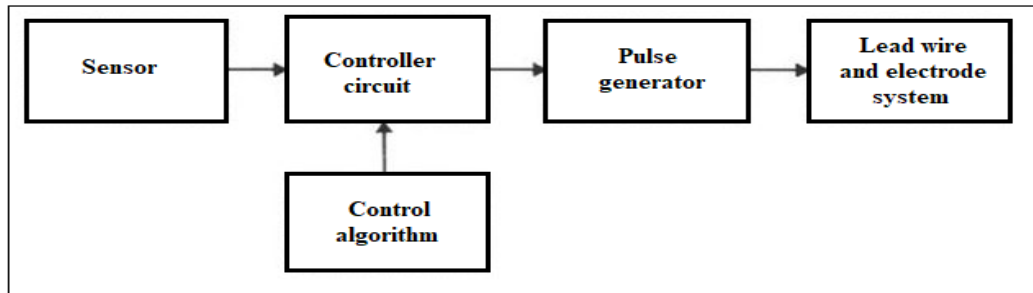 Sensor
Controller
circuit
Pulse
generator
Lead wire
and electrode
system
Control
algorithm